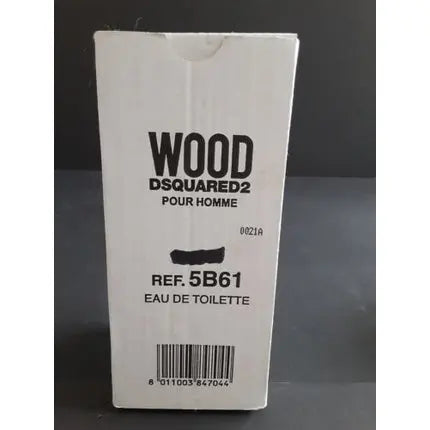 WOOD
DSQUARED2
POUR HOMME
0021A
REF. 5B61
EAU DE TOILETTE
8 011003 847044